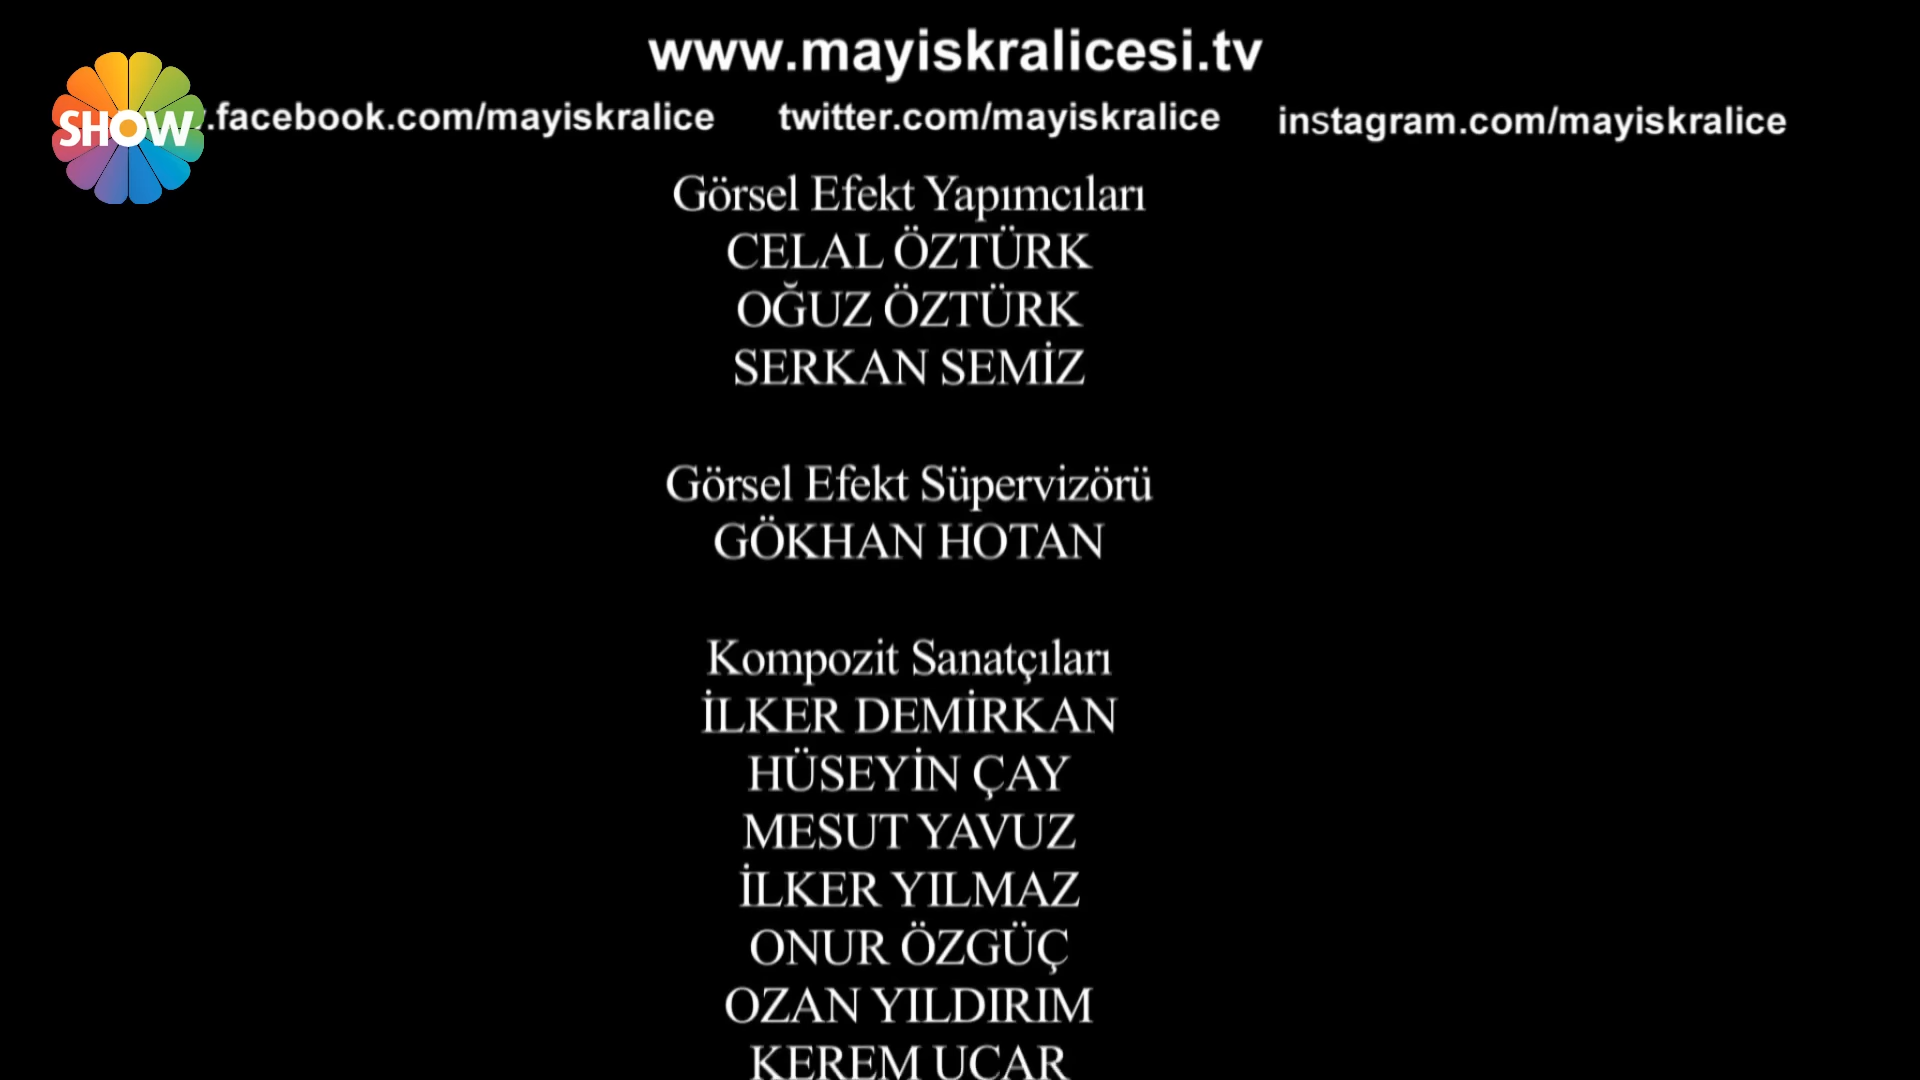 www.mayiskralicesi.tv
SHOW
.facebook.com/mayiskralice twitter.com/mayiskralice instagram.com/mayiskralice
Görsel Efekt Yapımcıları
CELAL ÖZTÜRK
OĞUZ ÖZTÜRK
SERKAN SEMİZ
Görsel Efekt Süpervizörü
GÖKHAN HOTAN
Kompozit Sanatçıları
İLKER DEMİRKAN
HÜSEYİN ÇAY
MESUT YAVUZ
İLKER YILMAZ
ONUR ÖZGÜÇ
OZAN YILDIRIM
KEREM